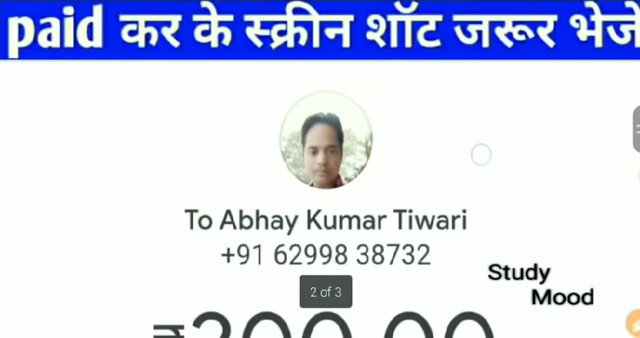 paid कर के स्क्रीन शॉट जरूर भेजे
To Abhay Kumar Tiwari
+91 62998 38732
2 of 3
Study
Mood